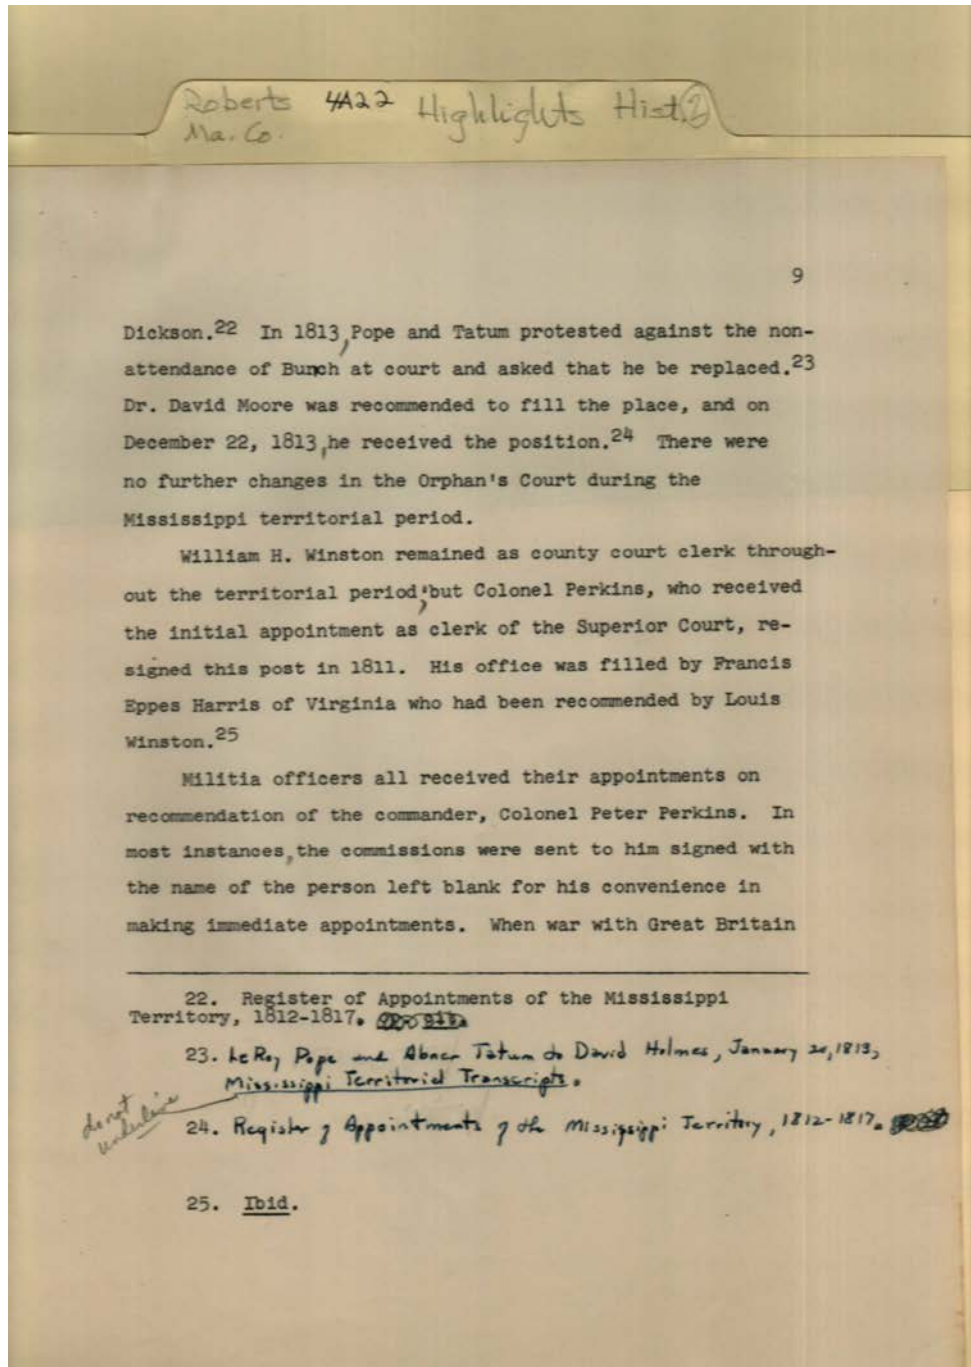 Roberts 4A22 Highlights Hist. 2
Ma. Co.
9
Dickson.22 In 1813, Pope and Tatum protested against the non-
attendance of Bunch at court and asked that he be replaced.23
Dr. David Moore was recommended to fill the place, and on
December 22, 1813, he received the position.24 There were
no further changes in the Orphan's Court during the
Mississippi territorial period.
William H. Winston remained as county court clerk through-
out the territorial period; but Colonel Perkins, who received
the initial appointment as clerk of the Superior Court, re-
signed this post in 1811. His office was filled by Francis
Eppes Harris of Virginia who had been recommended by Louis
Winston.25
Militia officers all received their appointments on
recommendation of the commander, Colonel Peter Perkins. In
most instances, the commissions were sent to him signed with
the name of the person left blank for his convenience in
making immediate appointments. When war with Great Britain
22. Register of Appointments of the Mississippi
Territory, 1812-1817.
23. LeRoy Pope and Abner Tatum to David Holmes, January 20, 1813,
Mississippi Territorial Transcripts.
do not
underline
24. Register of Appointments of the Mississippi Territory, 1812-1817.
25. Ibid.